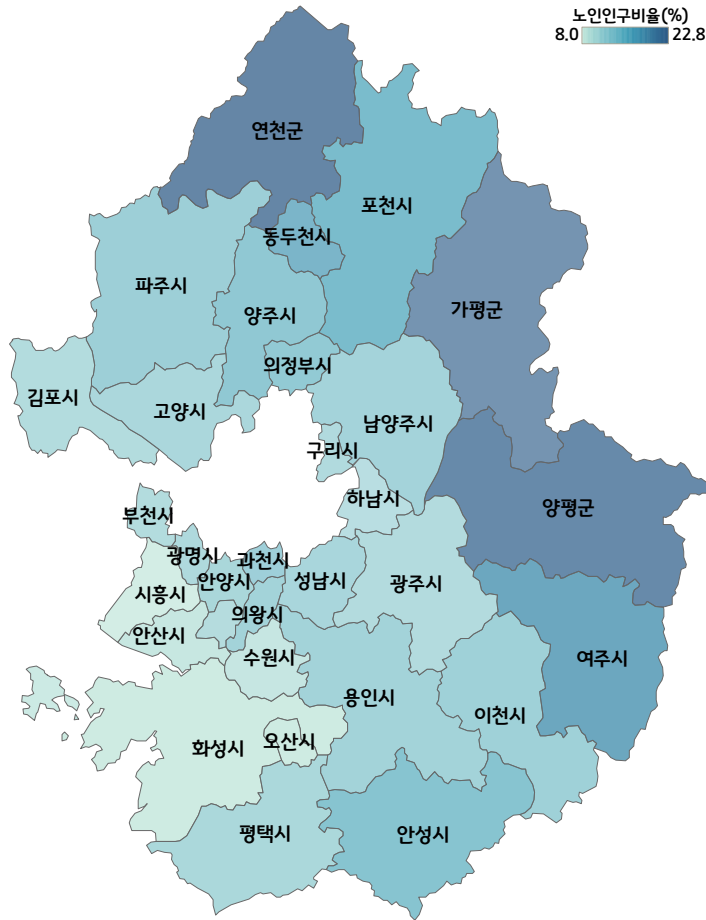 노인인구비율(%)
8.0 22.8
연천군
포천시
동두천시
파주시
가평군
양주시
의정부시
김포시
고양시
남양주시
구리시
하남시
양평군
부천시
광명시
과천시
안양시
성남시
광주시
시흥시
의왕시
안산시
수원시
여주시
용인시
이천시
화성시
오산시
평택시
안성시